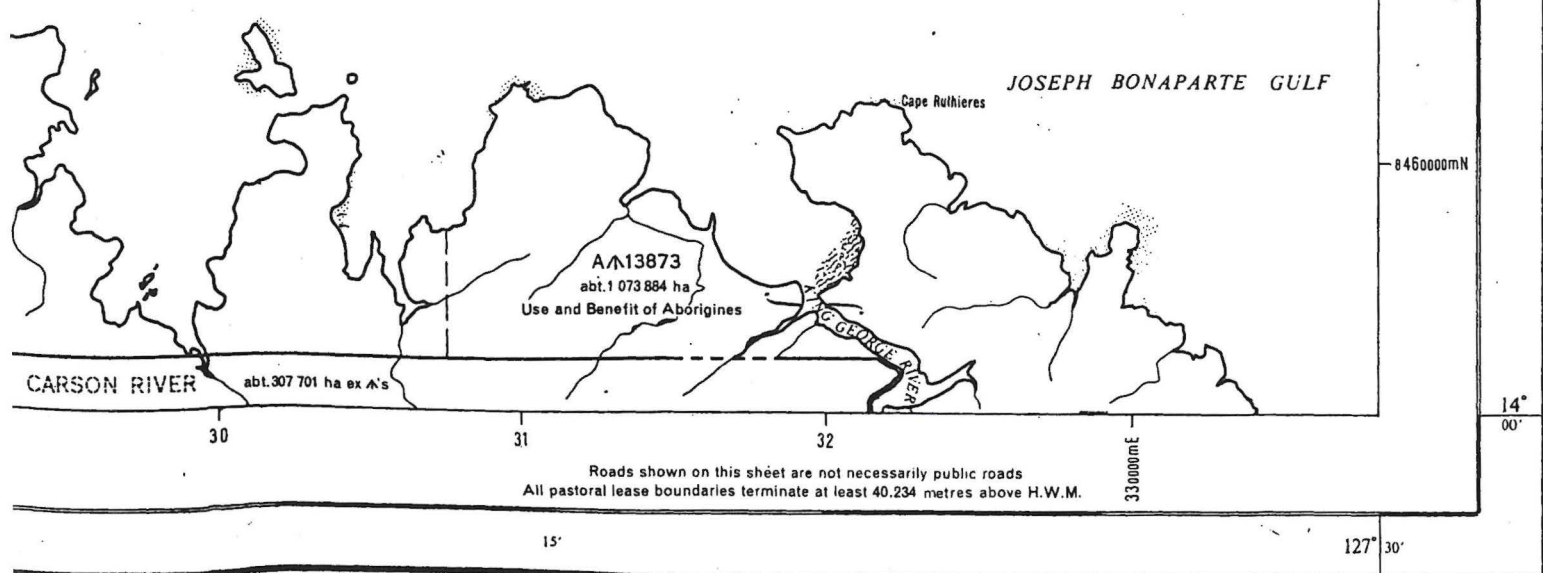 JOSEPH BONAPARTE GULF
Cape Rulhieres
8460000mN
A 13873
abt.1 073 884 ha
Use and Benefit of Aborigines
KING GEORGE RIVER
CARSON RIVER
abt.307 701 ha ex 's
30
31
32
330000mE
14°
00'
Roads shown on this sheet are not necessarily public roads
All pastoral lease boundaries terminate at least 40.234 metres above H.W.M.
15'
127° 30'